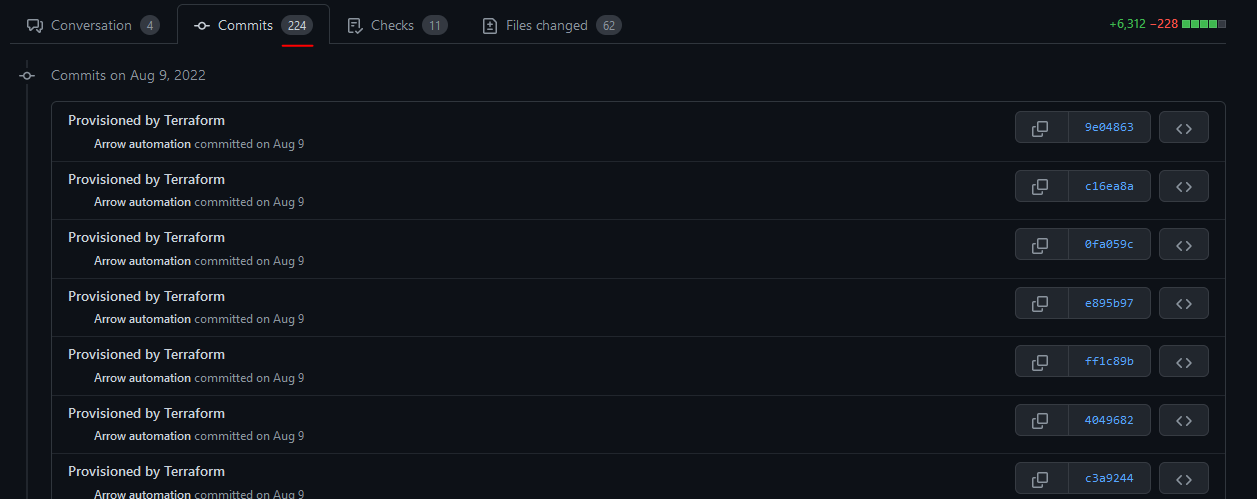 Conversation 4 Commits 224 Checks 11 Files changed 62 +6,312 −228
Commits on Aug 9, 2022
Provisioned by Terraform
9e04863
Arrow automation committed on Aug 9
Provisioned by Terraform
c16ea8a
Arrow automation committed on Aug 9
Provisioned by Terraform
0fa059c
Arrow automation committed on Aug 9
Provisioned by Terraform
e895b97
Arrow automation committed on Aug 9
Provisioned by Terraform
ff1c89b
Arrow automation committed on Aug 9
Provisioned by Terraform
4049682
Arrow automation committed on Aug 9
Provisioned by Terraform
c3a9244
Arrow automation committed on Aug 9